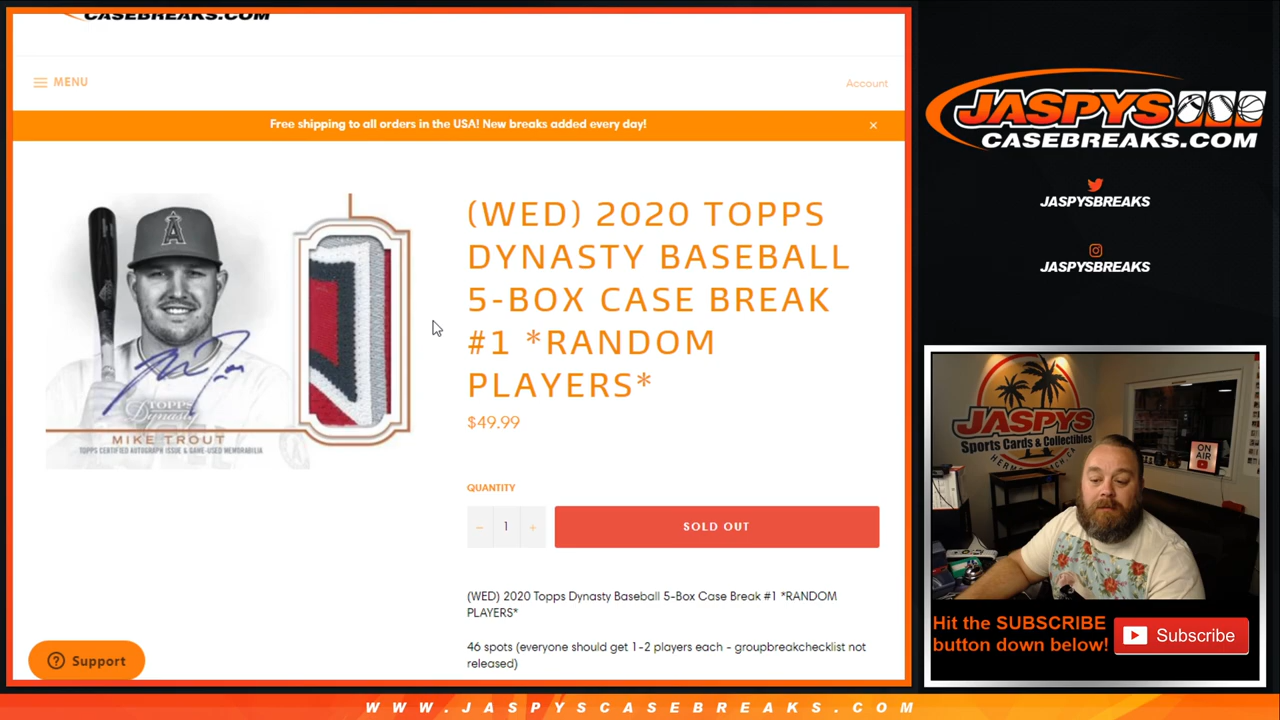 CASEBREAKS.COM
MENU
Account
Free shipping to all orders in the USA! New breaks added every day!
×
(WED) 2020 TOPPS
DYNASTY BASEBALL
5-BOX CASE BREAK
#1 *RANDOM
PLAYERS*
$49.99
QUANTITY
− 1 +
SOLD OUT
(WED) 2020 Topps Dynasty Baseball 5-Box Case Break #1 *RANDOM
PLAYERS*
46 spots (everyone should get 1-2 players each - groupbreakchecklist not
released)
A
TOPPS
Dynasty
MIKE TROUT
TOPPS CERTIFIED AUTOGRAPH ISSUE & GAME-USED MEMORABILIA
? Support
JASPYS
CASEBREAKS.COM
JASPYSBREAKS
JASPYSBREAKS
JASPYS
Sports Cards & Collectibles
ON
AIR
Hit the SUBSCRIBE
button down below!
Subscribe
WWW.JASPYSCASEBREAKS.COM